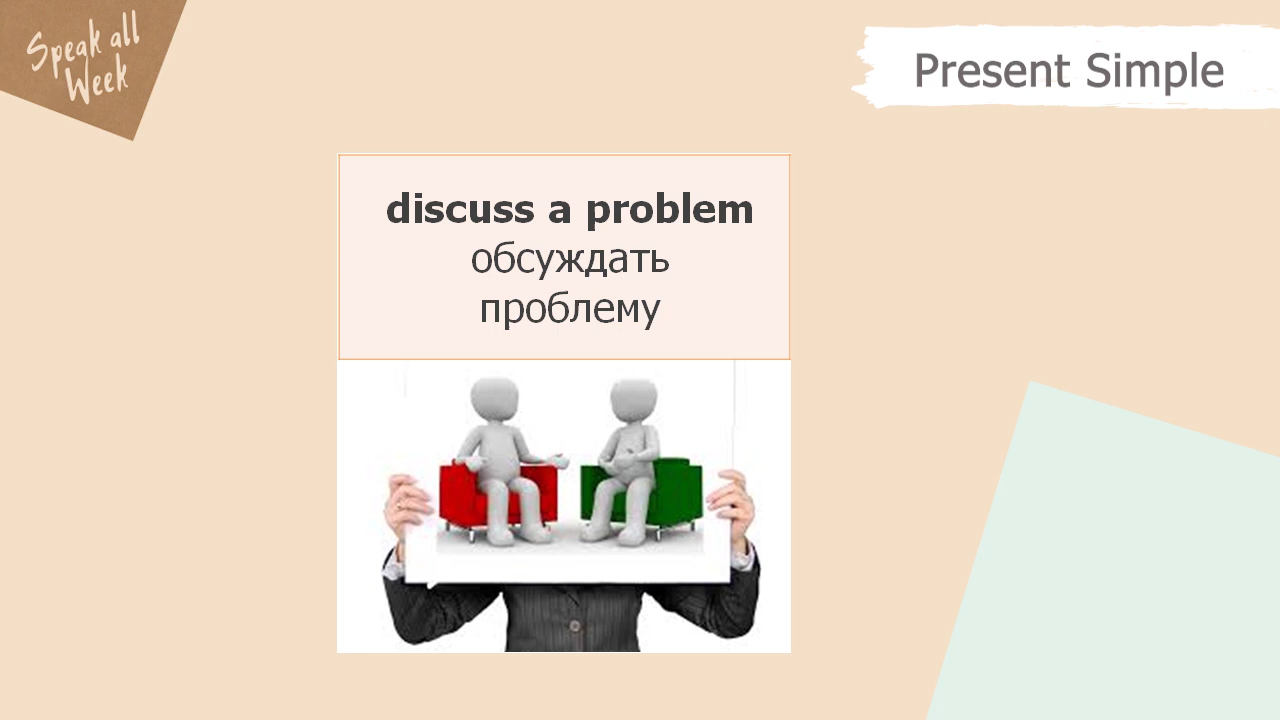 Speak all
Week
Present Simple
discuss a problem
обсуждать
проблему